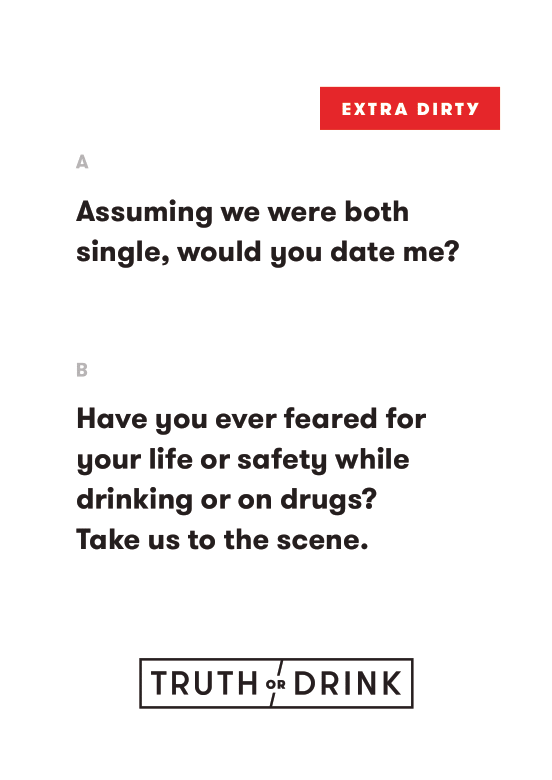 EXTRA DIRTY
A
Assuming we were both
single, would you date me?
B
Have you ever feared for
your life or safety while
drinking or on drugs?
Take us to the scene.
TRUTH OR DRINK